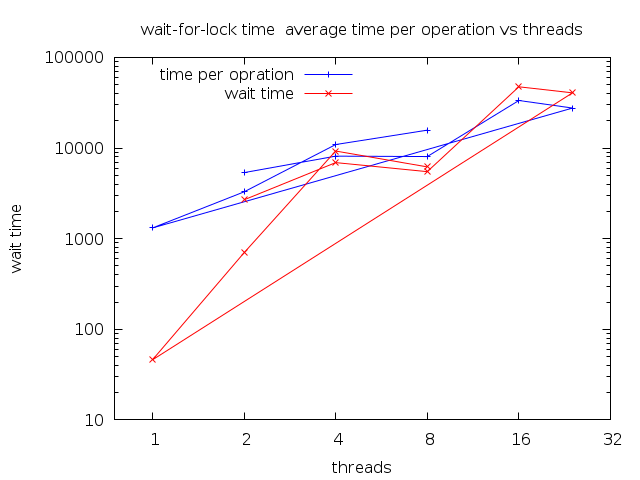 wait-for-lock time  average time per operation vs threads
time per opration
wait time
100000
10000
1000
100
10
wait time
1 2 4 8 16 32
threads